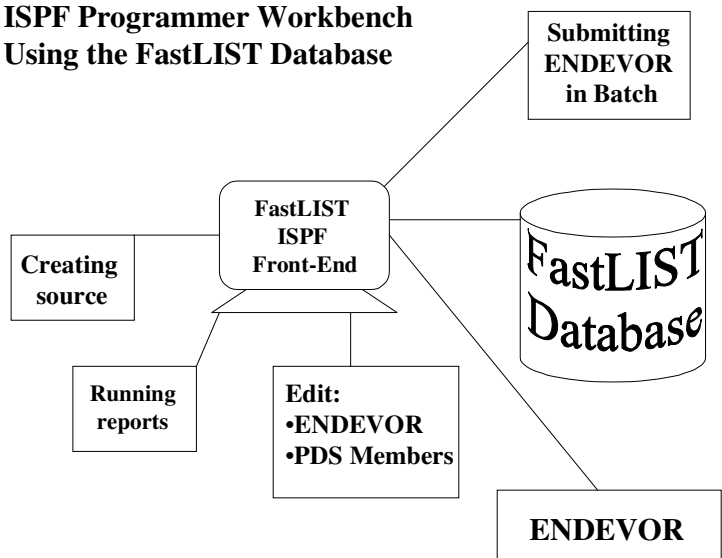 ISPF Programmer Workbench
Using the FastLIST Database
Submitting
ENDEVOR
in Batch
FastLIST
ISPF
Front-End
FastLIST
Database
Creating
source
Running
reports
Edit:
•ENDEVOR
•PDS Members
ENDEVOR